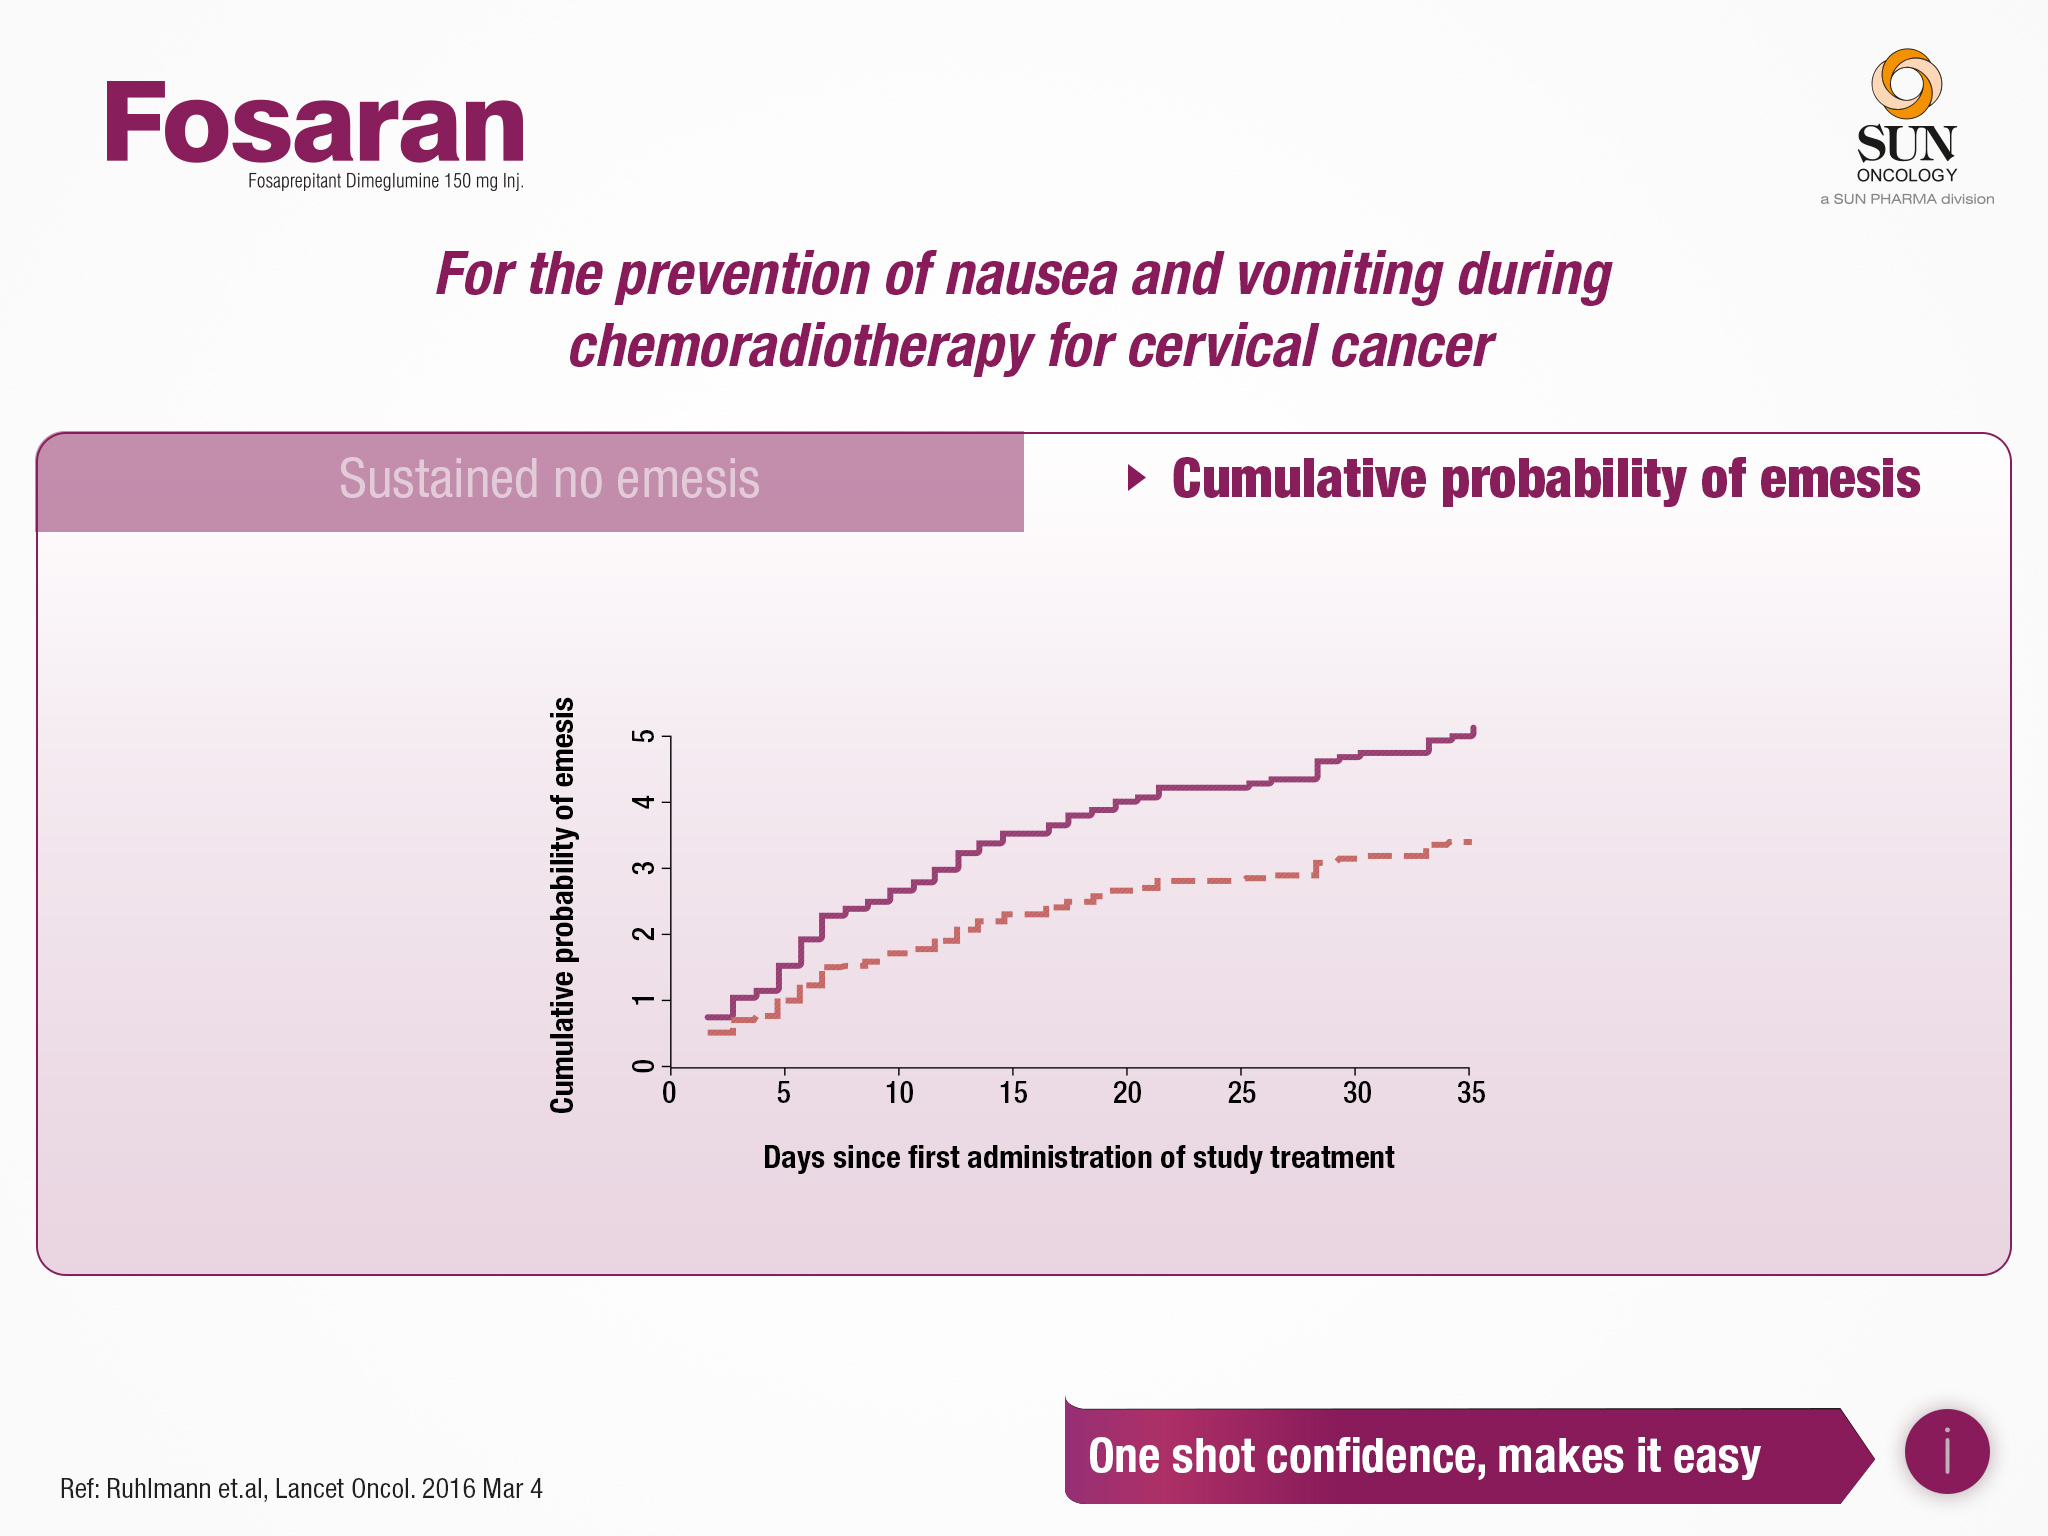 Fosaran
Fosaprepitant Dimeglumine 150 mg Inj.
SUN
ONCOLOGY
a SUN PHARMA division
For the prevention of nausea and vomiting during
chemoradiotherapy for cervical cancer
Sustained no emesis
Cumulative probability of emesis
Cumulative probability of emesis
5
4
3
2
1
0
0 5 10 15 20 25 30 35
Days since first administration of study treatment
One shot confidence, makes it easy
i
Ref: Ruhlmann et.al, Lancet Oncol. 2016 Mar 4